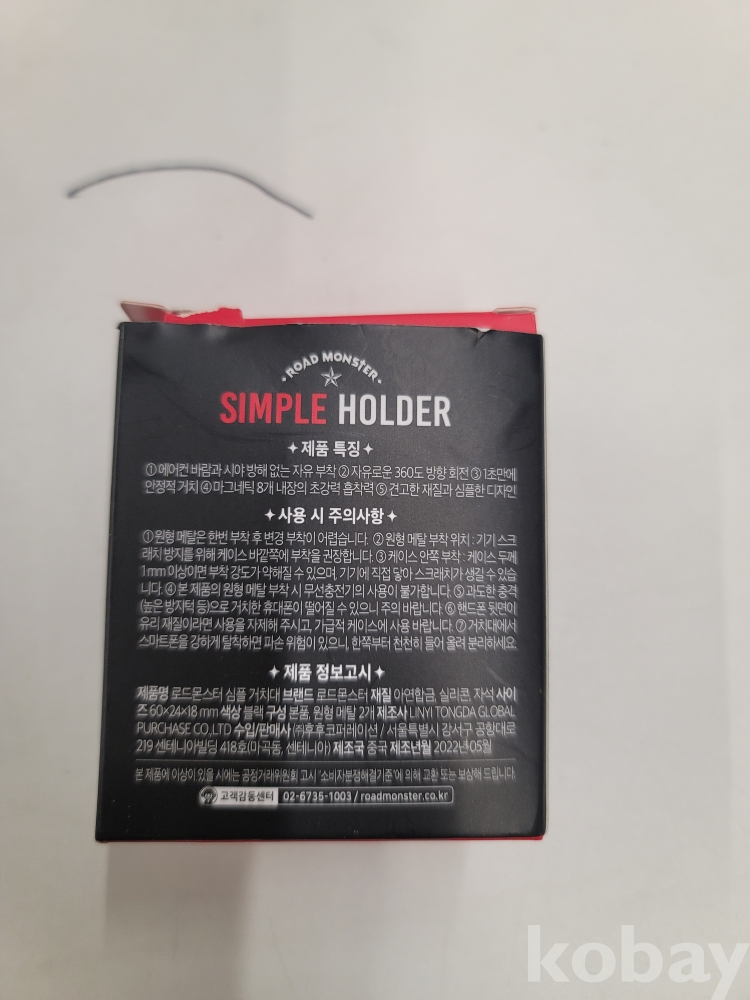 ROAD MONSTER
SIMPLE HOLDER
제품 특징
① 에어컨 바람과 시야 방해 없는 자유 부착 ② 자유로운 360도 방향 회전 ③ 1초만에
안정적 거치 ④ 마그네틱 8개 내장의 초강력 흡착력 ⑤ 견고한 재질과 심플한 디자인
사용 시 주의사항
① 원형 메탈은 한번 부착 후 변경 부착이 어렵습니다. ② 원형 메탈 부착 위치 : 기기 스크
래치 방지를 위해 케이스 바깥쪽에 부착을 권장합니다. ③ 케이스 안쪽 부착 : 케이스 두께
1mm 이상이면 부착 강도가 약해질 수 있으며, 기기에 직접 닿아 스크래치가 생길 수 있습
니다. ④ 본 제품의 원형 메탈 부착 시 무선충전기의 사용이 불가합니다. ⑤ 과도한 충격
(높은 방지턱 등)으로 거치한 휴대폰이 떨어질 수 있으니 주의 바랍니다. ⑥ 핸드폰 뒷면이
유리 재질이라면 사용을 자제해 주시고, 가급적 케이스에 사용 바랍니다. ⑦ 거치대에서
스마트폰을 강하게 탈착하면 파손 위험이 있으니, 한쪽부터 천천히 들어 올려 분리하세요.
제품 정보고시
제품명 로드몬스터 심플 거치대 브랜드 로드몬스터 재질 아연합금, 실리콘, 자석 사이
즈 60×24×18 mm 색상 블랙 구성 본품, 원형 메탈 2개 제조사 LINYI TONGDA GLOBAL
PURCHASE CO.,LTD 수입/판매사 ㈜후후코퍼레이션 / 서울특별시 강서구 공항대로
219 센테니아빌딩 418호(마곡동, 센테니아) 제조국 중국 제조년월 2022년 05월
본 제품에 이상이 있을 시에는 공정거래위원회 고시 '소비자분쟁해결기준'에 의해 교환 또는 보상해 드립니다.
고객감동센터 02-6735-1003 / roadmonster.co.kr
kobay